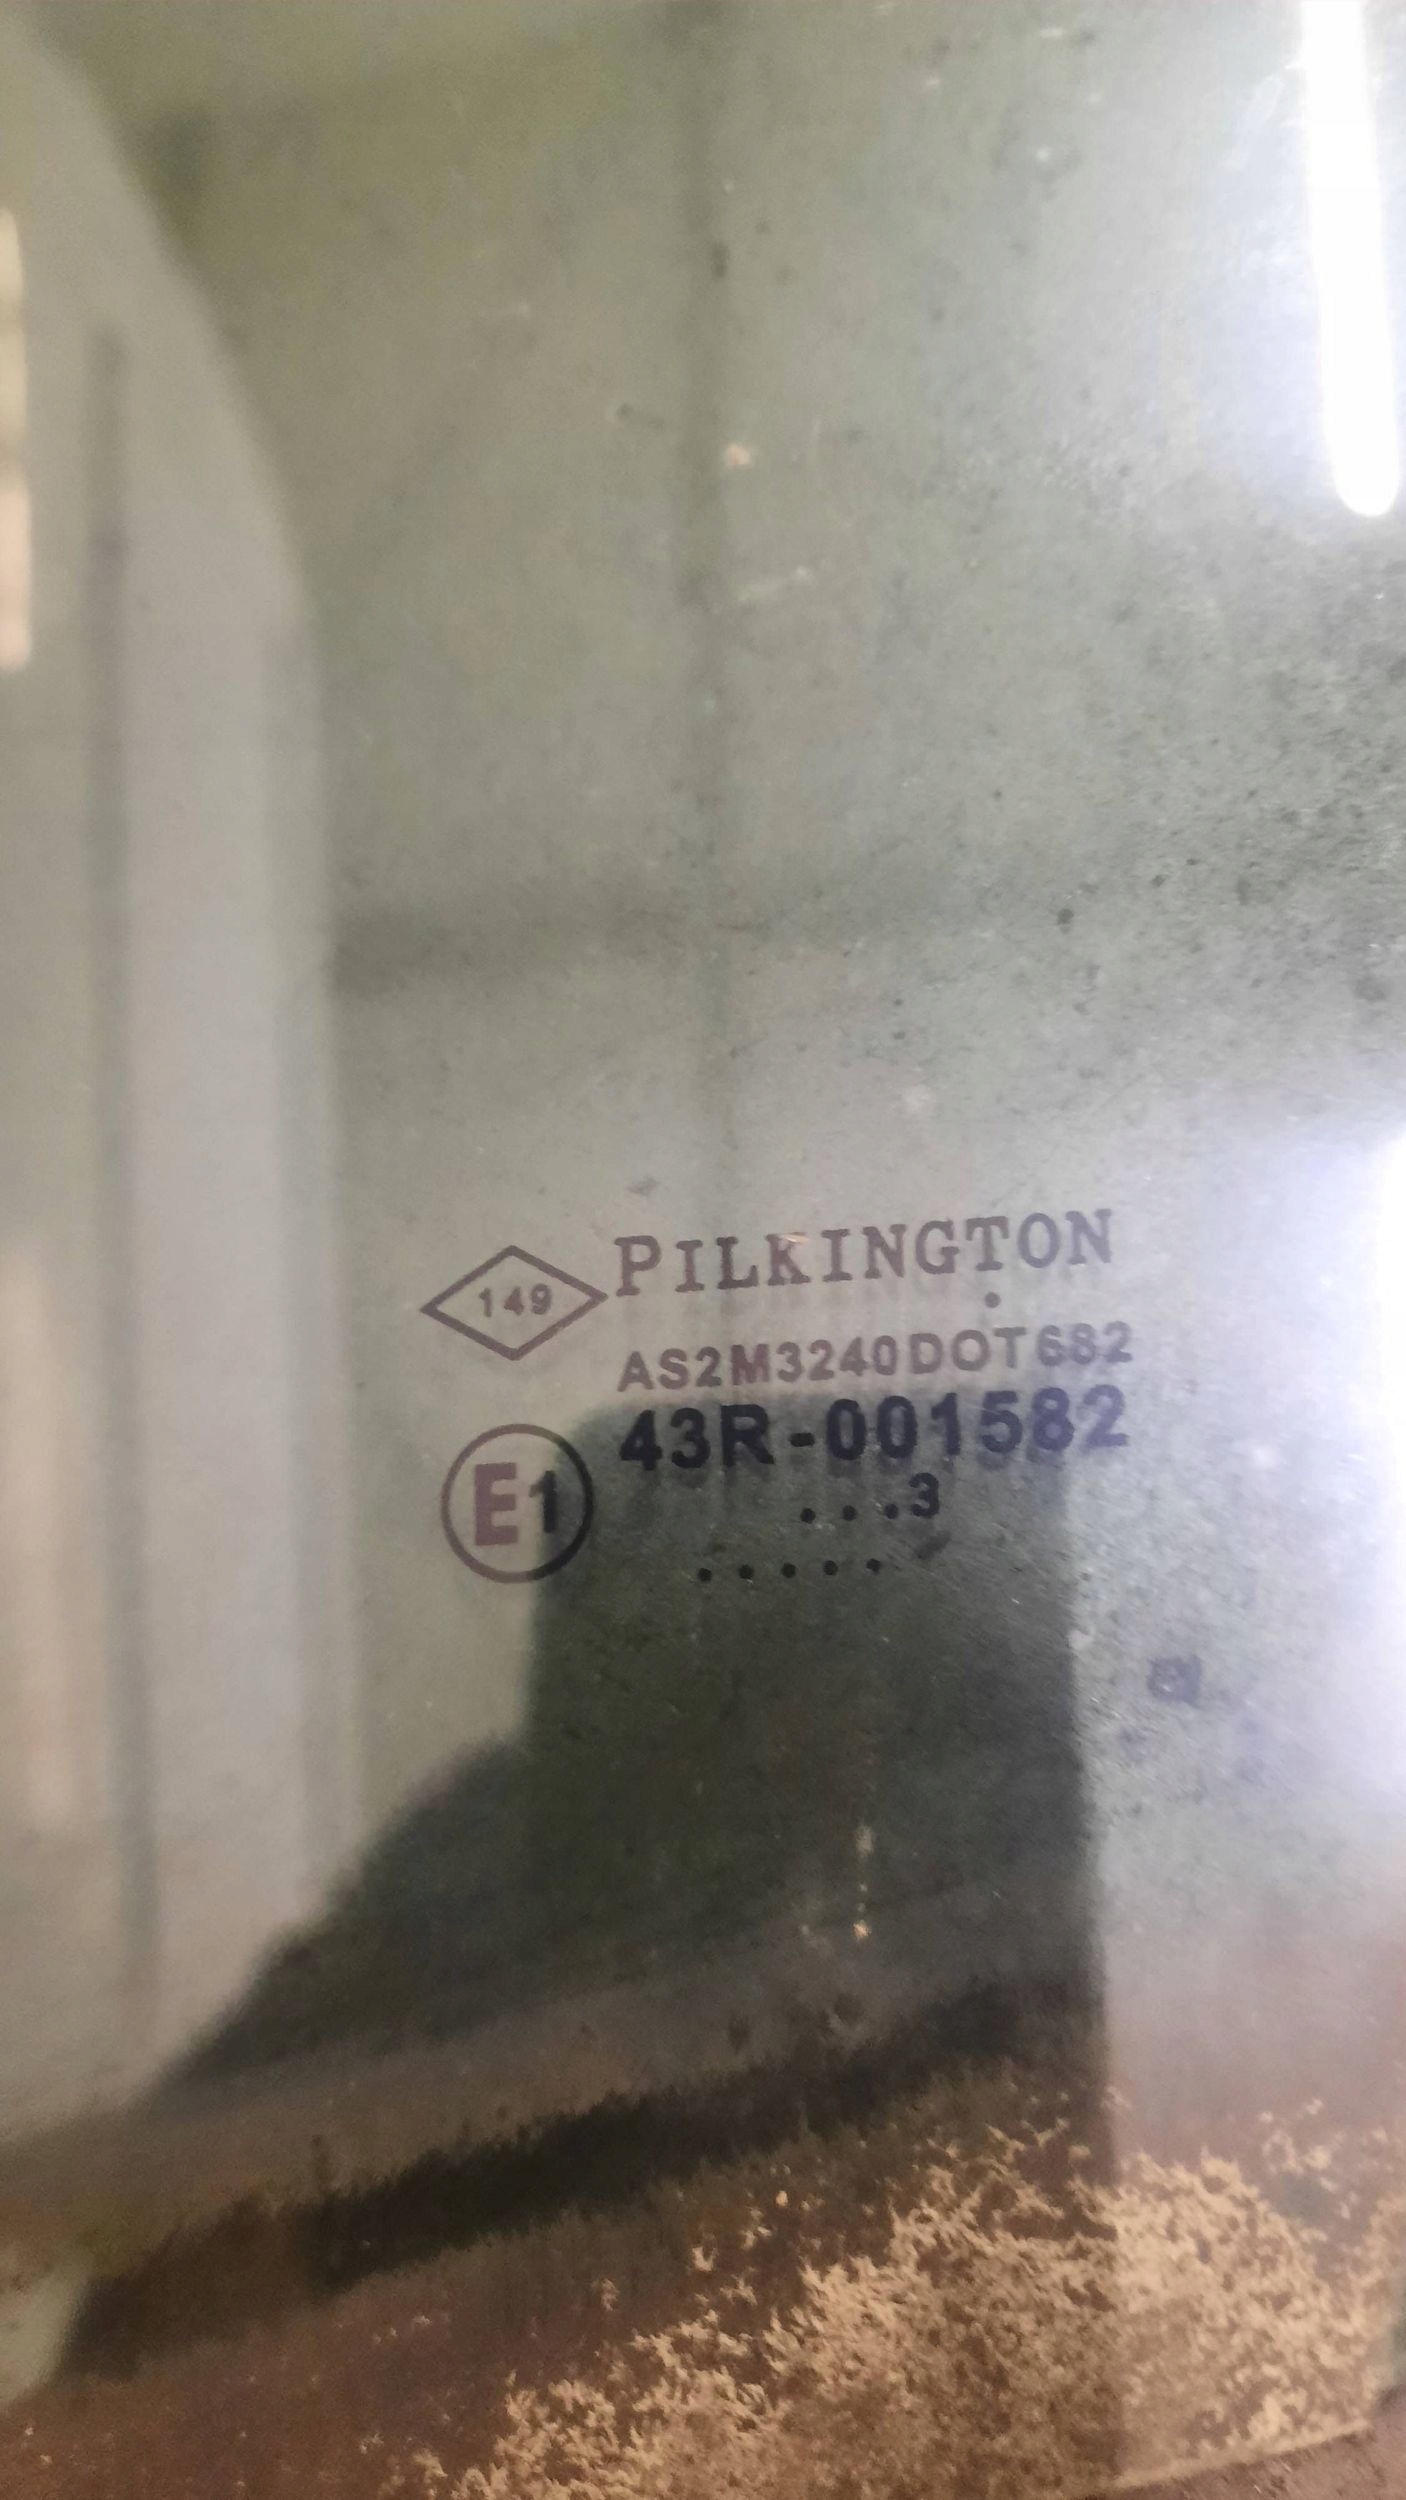 149 PILKINGTON
.
AS2M3240DOT682
E1 43R-001582
...3
.....